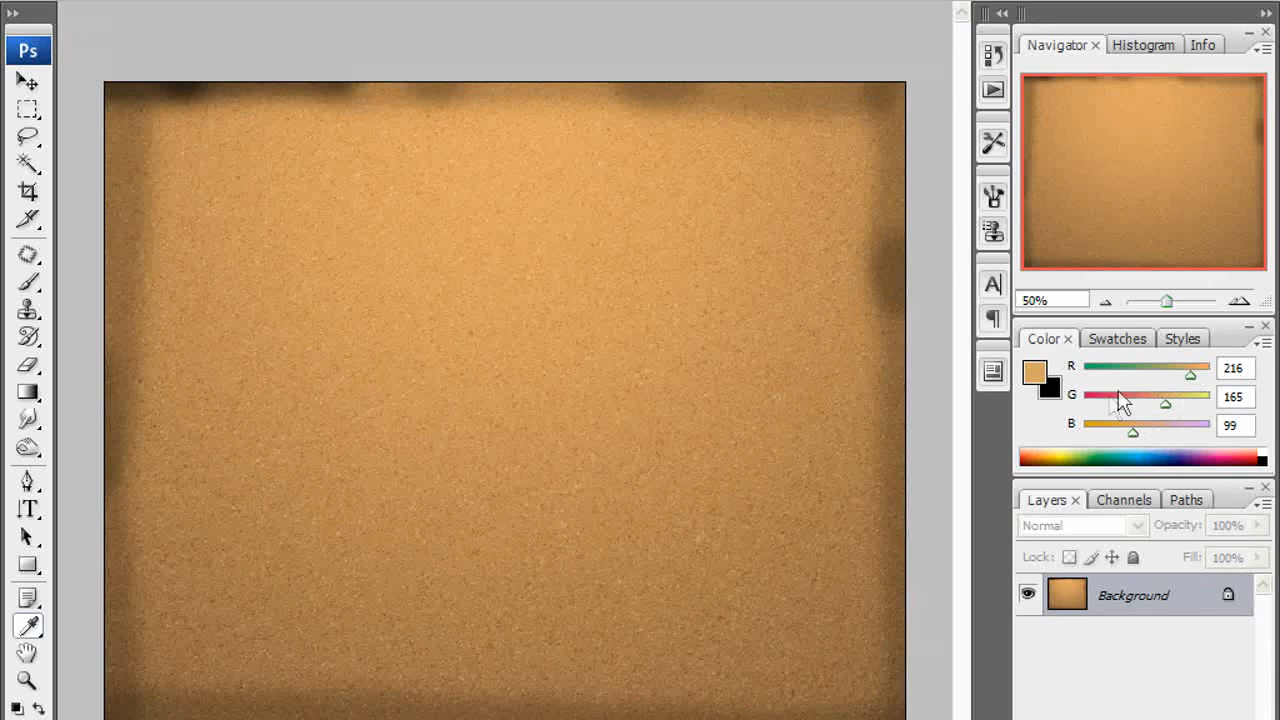 Ps
T
A
Navigator Histogram Info
50%
Color Swatches Styles
R 216
G 165
B 99
Layers Channels Paths
Normal Opacity: 100%
Lock: Fill: 100%
Background